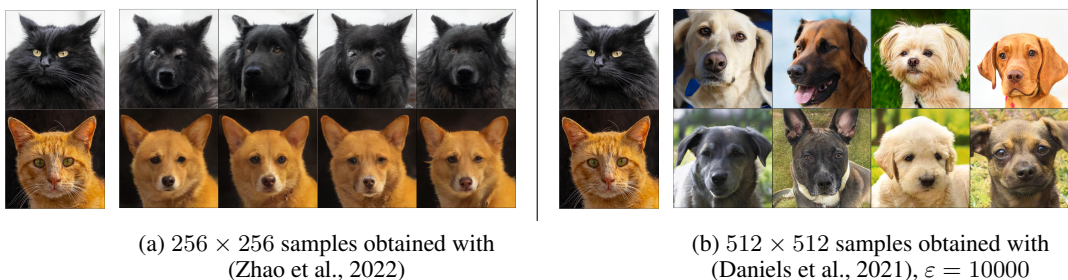 (a) 256 × 256 samples obtained with
(Zhao et al., 2022)
(b) 512 × 512 samples obtained with
(Daniels et al., 2021), ε = 10000